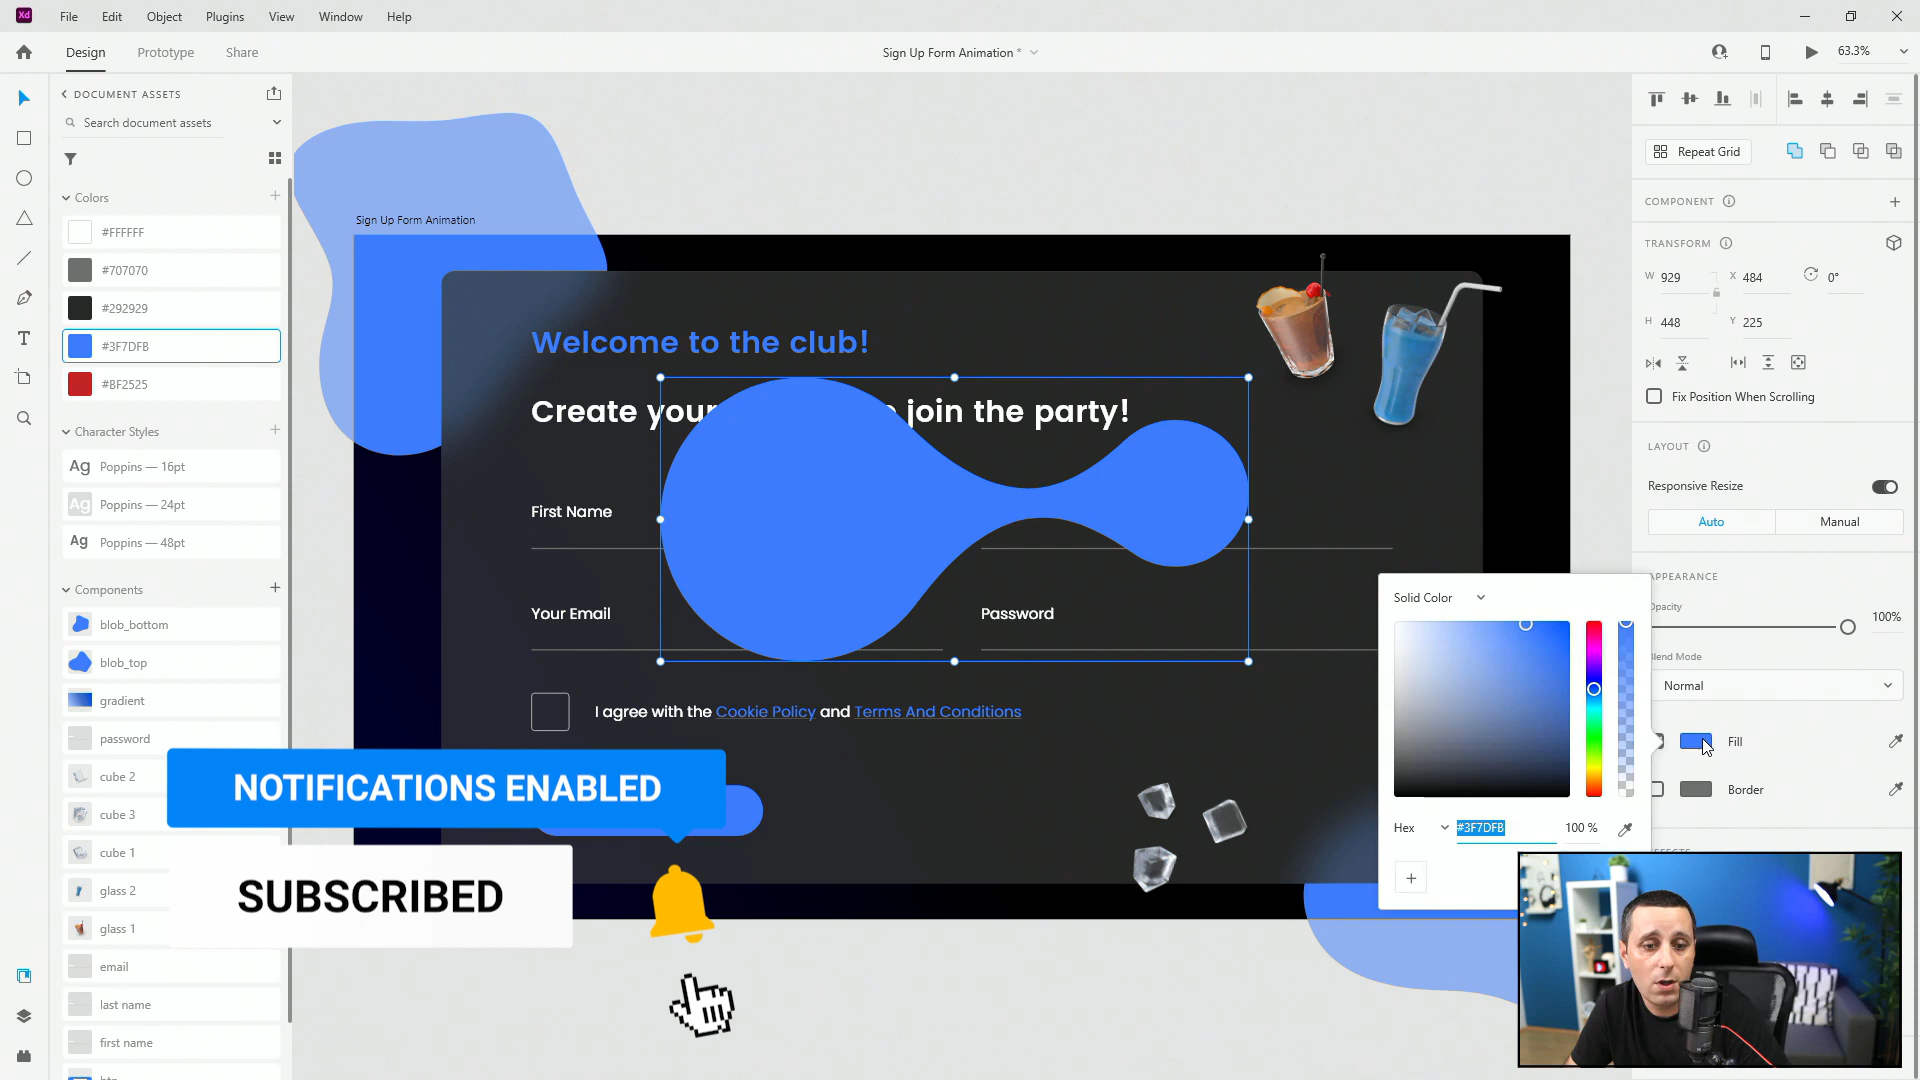 Xd File Edit Object Plugins View Window Help
Design Prototype Share
Sign Up Form Animation *
63.3%
DOCUMENT ASSETS
Search document assets
Colors
#FFFFFF
#707070
#292929
#3F7DFB
#BF2525
Character Styles
Ag Poppins — 16pt
Ag Poppins — 24pt
Ag Poppins — 48pt
Components
blob_bottom
blob_top
gradient
password
cube 2
cube 3
cube 1
glass 2
glass 1
email
last name
first name
Sign Up Form Animation
Welcome to the club!
Create your join the party!
First Name
Your Email
Password
I agree with the Cookie Policy and Terms And Conditions
NOTIFICATIONS ENABLED
SUBSCRIBED
Repeat Grid
COMPONENT
TRANSFORM
W 929 X 484 0°
H 448 Y 225
Fix Position When Scrolling
LAYOUT
Responsive Resize
Auto Manual
APPEARANCE
Opacity
100%
Blend Mode
Normal
Fill
Border
Solid Color
Hex #3F7DFB 100 %